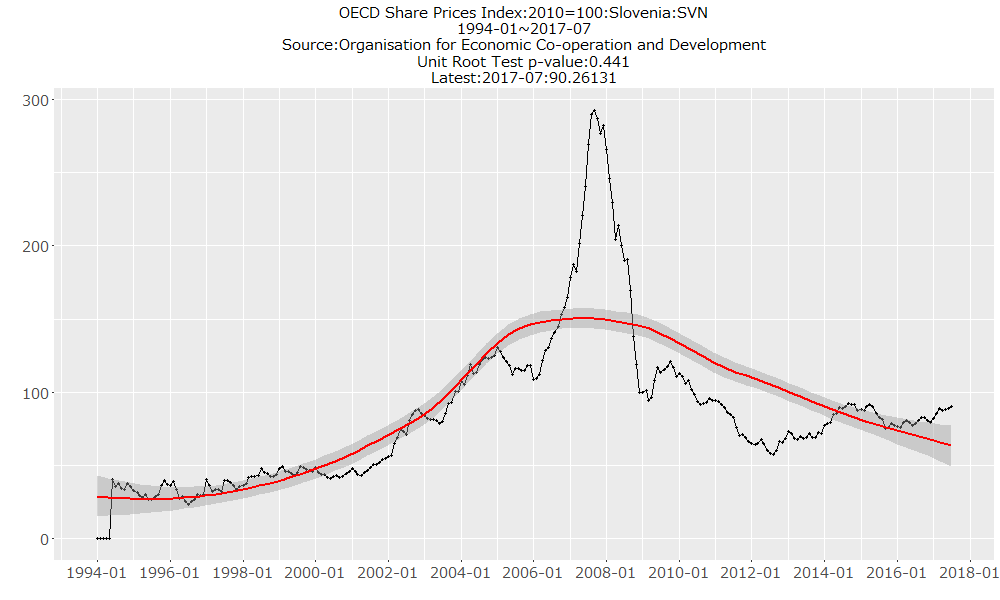 OECD Share Prices Index:2010=100:Slovenia:SVN
1994-01~2017-07
Source:Organisation for Economic Co-operation and Development
Unit Root Test p-value:0.441
Latest:2017-07:90.26131
300
200
100
0
1994-01 1996-01 1998-01 2000-01 2002-01 2004-01 2006-01 2008-01 2010-01 2012-01 2014-01 2016-01 2018-01